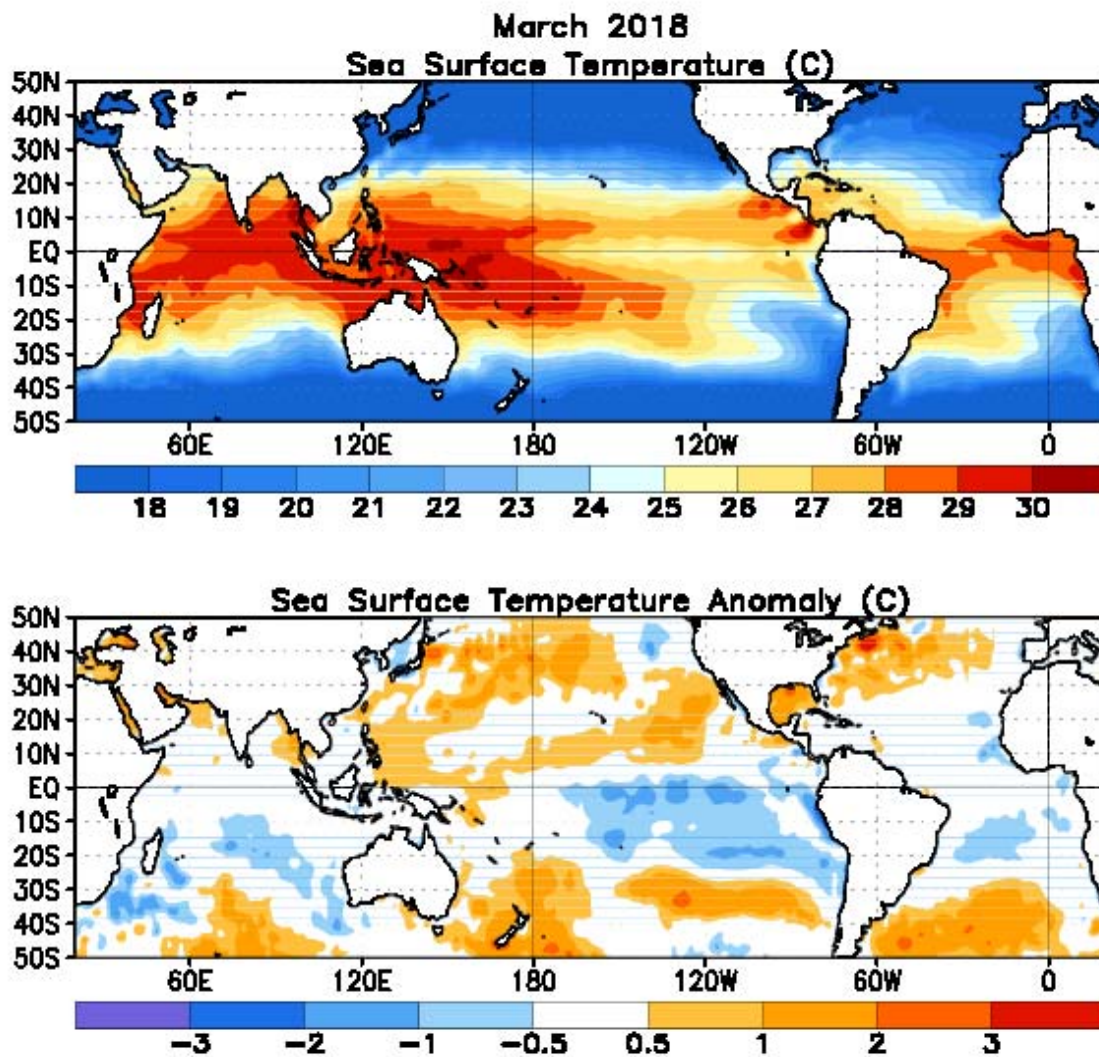 March 2018
Sea Surface Temperature (C)
50N
40N
30N
20N
10N
EQ
10S
20S
30S
40S
50S
60E 120E 180 120W 60W 0
18 19 20 21 22 23 24 25 26 27 28 29 30
Sea Surface Temperature Anomaly (C)
50N
40N
30N
20N
10N
EQ
10S
20S
30S
40S
50S
60E 120E 180 120W 60W 0
-3 -2 -1 -0.5 0.5 1 2 3